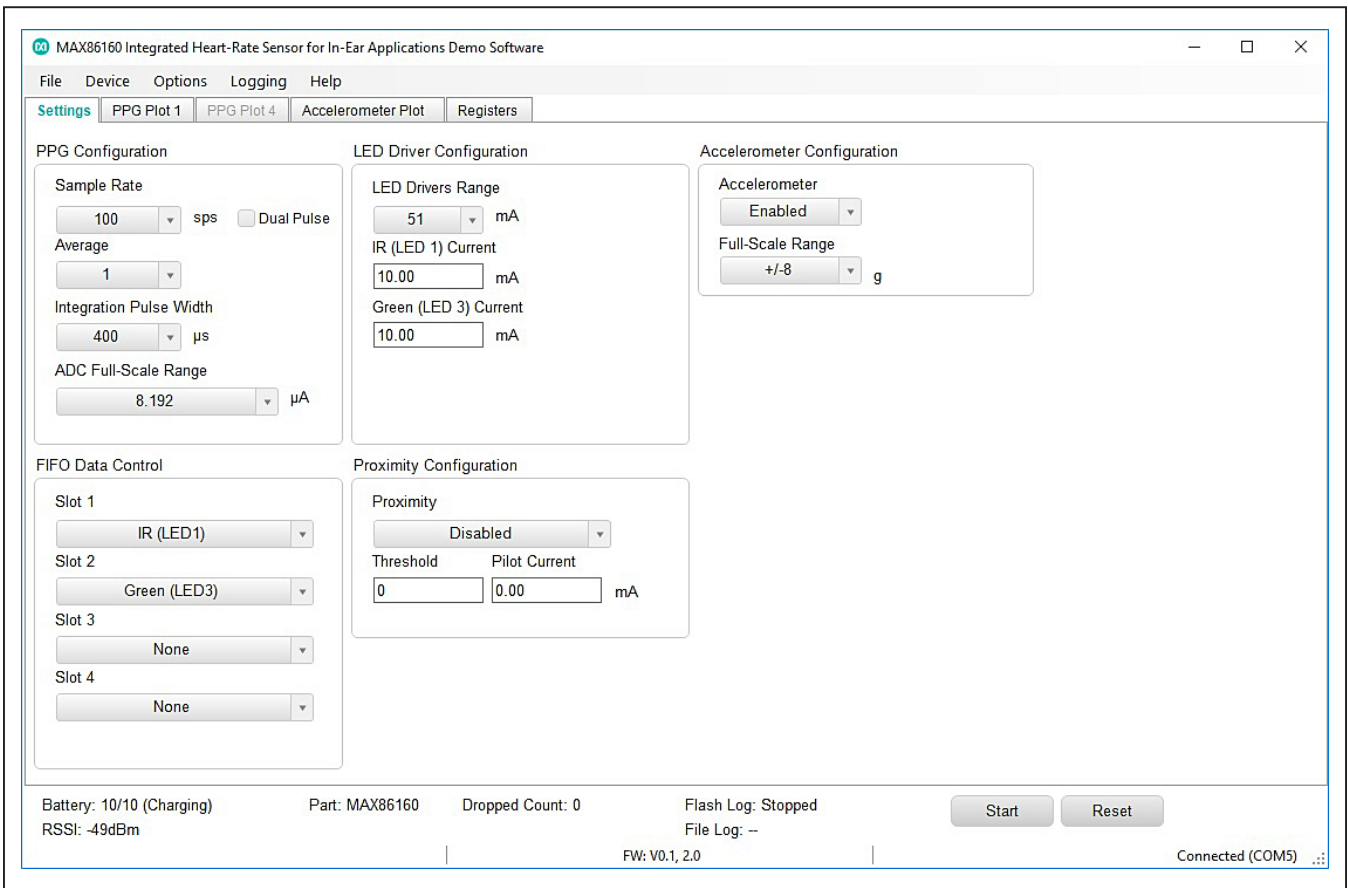 MAX86160 Integrated Heart-Rate Sensor for In-Ear Applications Demo Software
File Device Options Logging Help
Settings PPG Plot 1 PPG Plot 4 Accelerometer Plot Registers
PPG Configuration
Sample Rate
100 sps Dual Pulse
Average
1
Integration Pulse Width
400 µs
ADC Full-Scale Range
8.192 µA
LED Driver Configuration
LED Drivers Range
51 mA
IR (LED 1) Current
10.00 mA
Green (LED 3) Current
10.00 mA
Accelerometer Configuration
Accelerometer
Enabled
Full-Scale Range
+/-8 g
FIFO Data Control
Slot 1
IR (LED1)
Slot 2
Green (LED3)
Slot 3
None
Slot 4
None
Proximity Configuration
Proximity
Disabled
Threshold Pilot Current
0 0.00 mA
Battery: 10/10 (Charging) Part: MAX86160 Dropped Count: 0 Flash Log: Stopped Start Reset
RSSI: -49dBm File Log: --
FW: V0.1, 2.0 Connected (COM5)